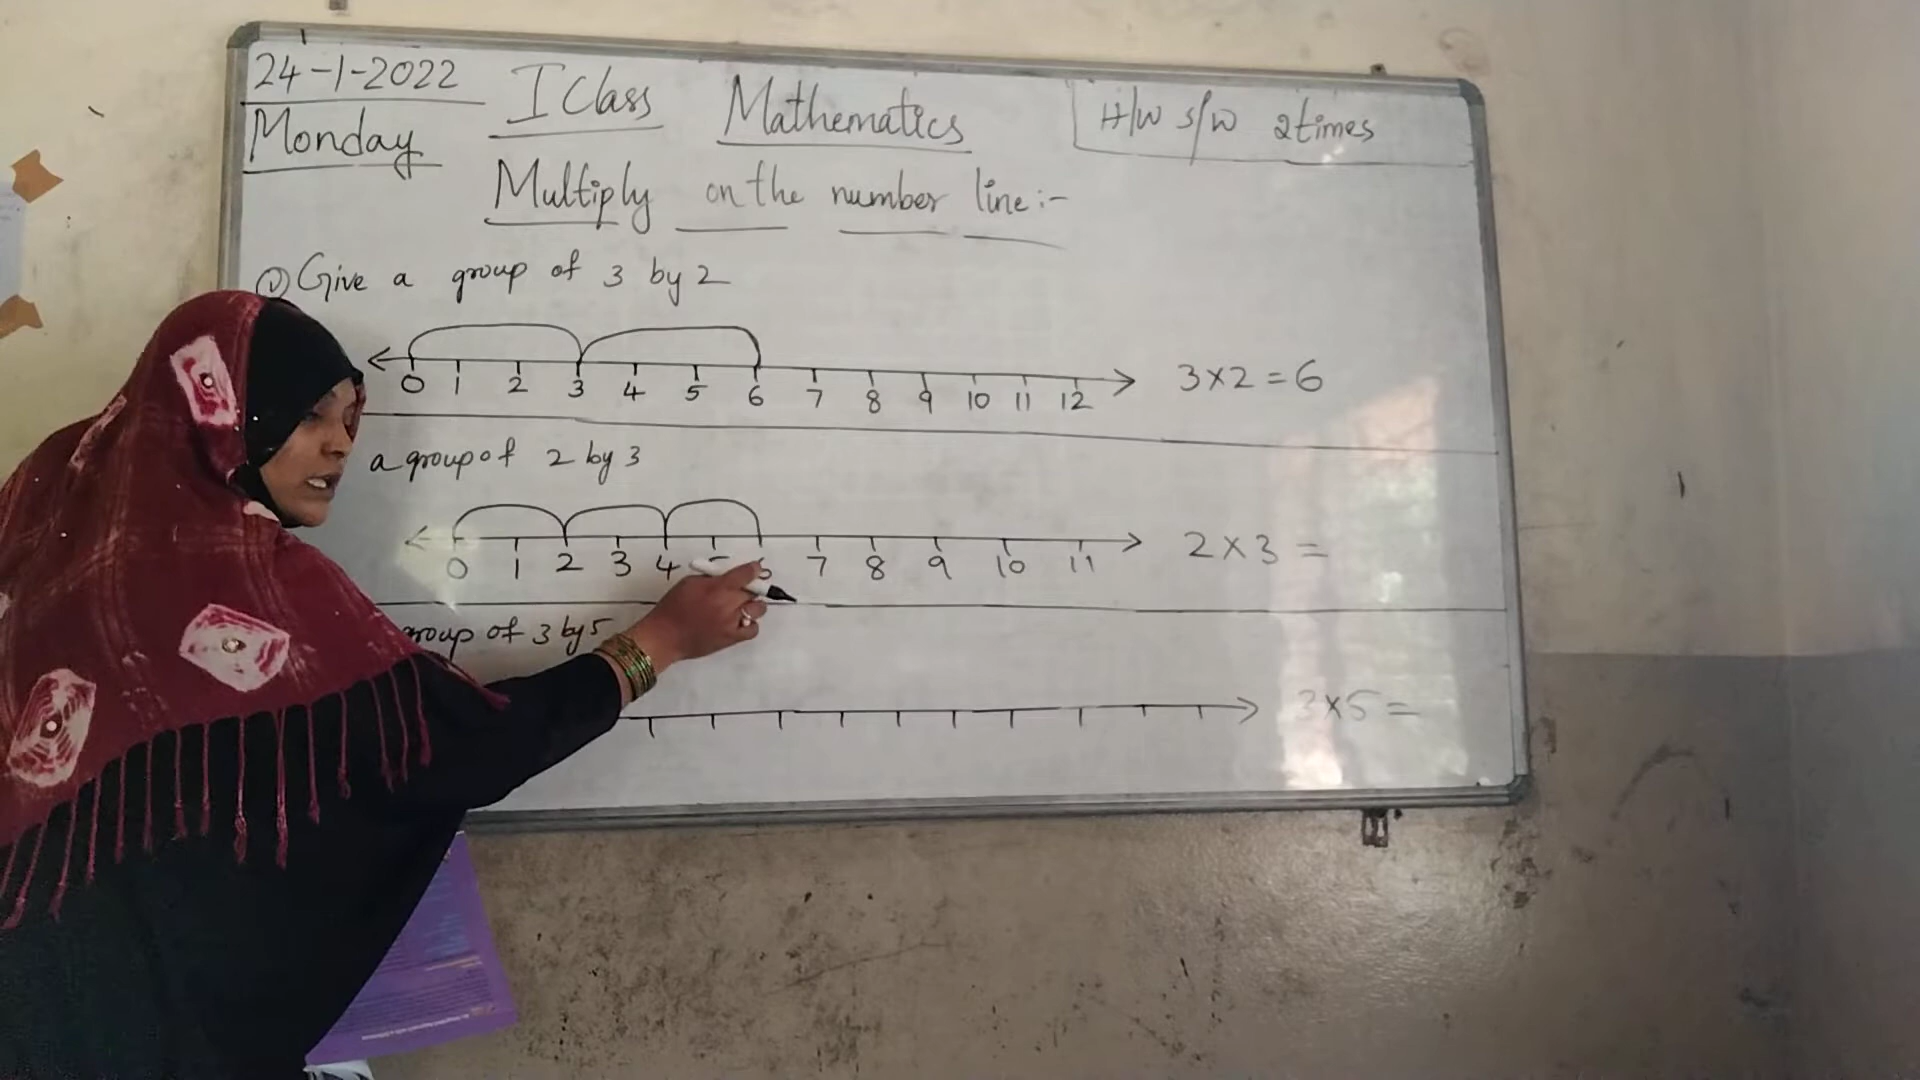 24-1-2022 I Class Mathematics H/W S/W 2 times
Monday
Multiply on the number line:-
① Give a group of 3 by 2
0 1 2 3 4 5 6 7 8 9 10 11 12 3×2=6
a group of 2 by 3
0 1 2 3 4 5 6 7 8 9 10 11 2×3=
group of 3 by 5
3×5=